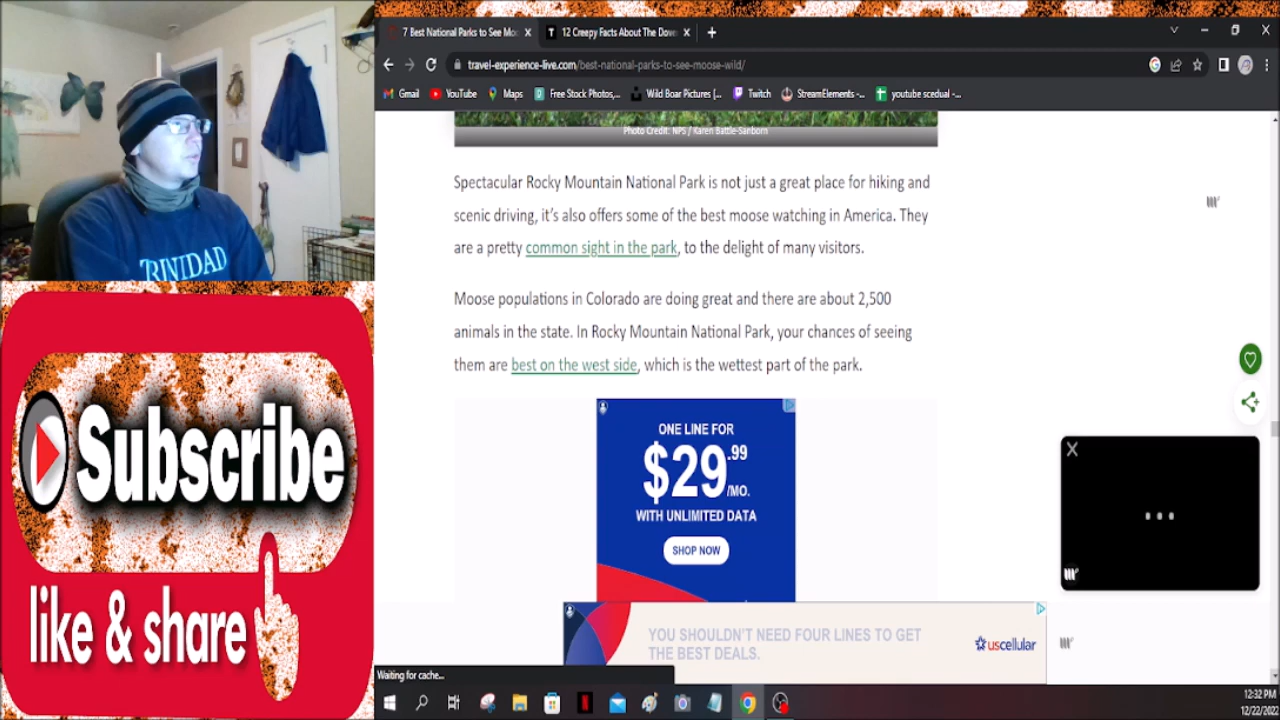 7 Best National Parks to See Mo
12 Creepy Facts About The Dove
travel-experience-live.com/best-national-parks-to-see-moose-wild/
Gmail
YouTube
Maps
Free Stock Photos,...
Wild Boar Pictures [...
Twitch
StreamElements -...
youtube scedual -...
Photo Credit: NPS / Karen Battle-Sanborn
Spectacular Rocky Mountain National Park is not just a great place for hiking and
scenic driving, it's also offers some of the best moose watching in America. They
are a pretty common sight in the park, to the delight of many visitors.
Moose populations in Colorado are doing great and there are about 2,500
animals in the state. In Rocky Mountain National Park, your chances of seeing
them are best on the west side, which is the wettest part of the park.
ONE LINE FOR
$29.99
/MO.
WITH UNLIMITED DATA
SHOP NOW
YOU SHOULDN'T NEED FOUR LINES TO GET
THE BEST DEALS.
uscellular
Waiting for cache...
12:32 PM
12/22/2022
TRINIDAD
Subscribe
like & share